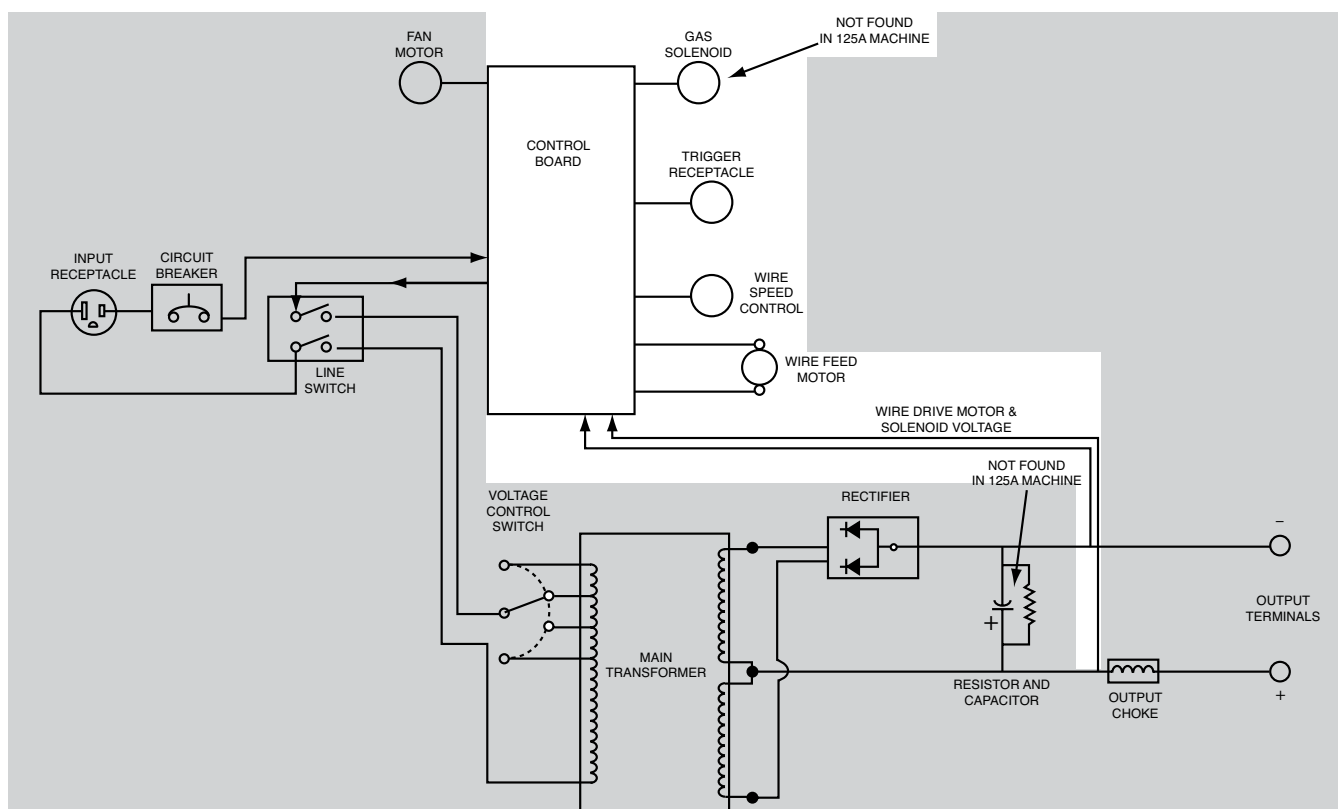 FAN
MOTOR
GAS
SOLENOID
NOT FOUND
IN 125A MACHINE
CONTROL
BOARD
TRIGGER
RECEPTACLE
INPUT
RECEPTACLE
CIRCUIT
BREAKER
WIRE
SPEED
CONTROL
LINE
SWITCH
WIRE FEED
MOTOR
WIRE DRIVE MOTOR &
SOLENOID VOLTAGE
NOT FOUND
IN 125A MACHINE
VOLTAGE
CONTROL
SWITCH
RECTIFIER
–
+
OUTPUT
TERMINALS
MAIN
TRANSFORMER
RESISTOR AND
CAPACITOR
OUTPUT
CHOKE
+